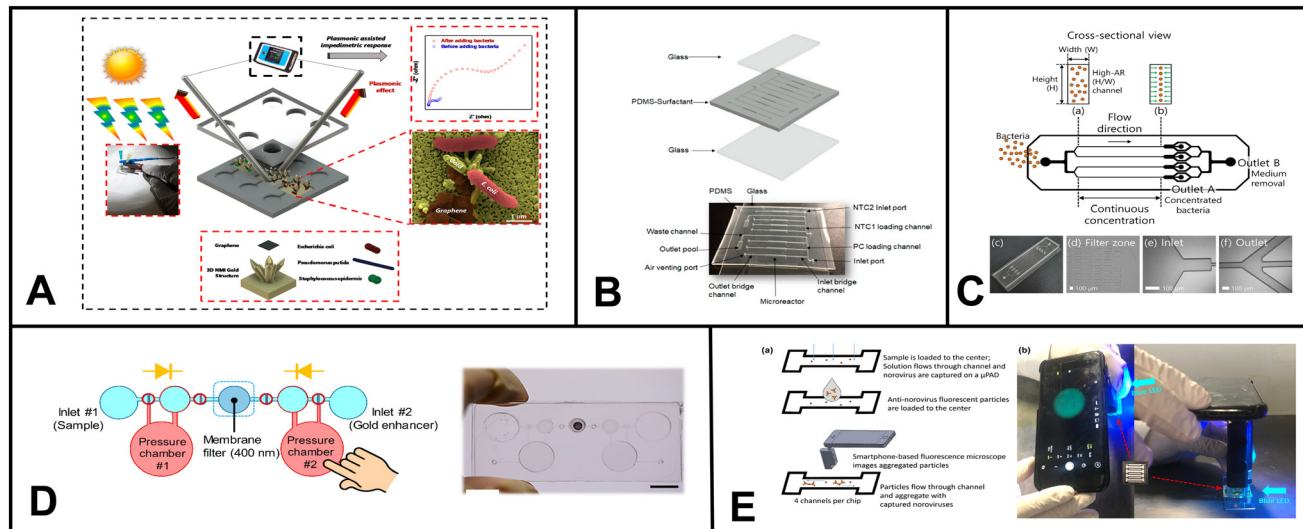 A
Plasmonic assisted
impedimetric response
Plasmonic
effect
After adding bacteria
Before adding bacteria
Z' (ohm)
Gold
E. coli
Graphene
1 µm
Graphene
Escherichia coli
3D NMI Gold
Structure
Pseudomonas putida
Staphylococcus epidermis
B
Glass
PDMS-Surfactant
Glass
PDMS
Glass
NTC2 Inlet port
Waste channel
NTC1 loading channel
Outlet pool
PC loading channel
Air venting port
Inlet port
Outlet bridge
channel
Inlet bridge
channel
Microreactor
C
Cross-sectional view
Width (W)
Height
(H)
High-AR
(H/W)
channel
(a)
(b)
Flow
direction
Bacteria
Outlet B
Medium
removal
Outlet A
Concentrated
bacteria
Continuous
concentration
(c)
(d) Filter zone
100 µm
(e) Inlet
100 µm
(f) Outlet
100 µm
D
Inlet #1
(Sample)
Pressure
chamber
#1
Membrane
filter (400 nm)
Pressure
chamber
#2
Inlet #2
(Gold enhancer)
E
(a)
Sample is loaded to the center;
Solution flows through channel and
norovirus are captured on a µPAD
Anti-norovirus fluorescent particles
are loaded to the center
Smartphone-based fluorescence microscope
images aggregated particles
Particles flow through channel
and aggregate with
captured noroviruses
4 channels per chip
(b)
Blue LED
Blue LED